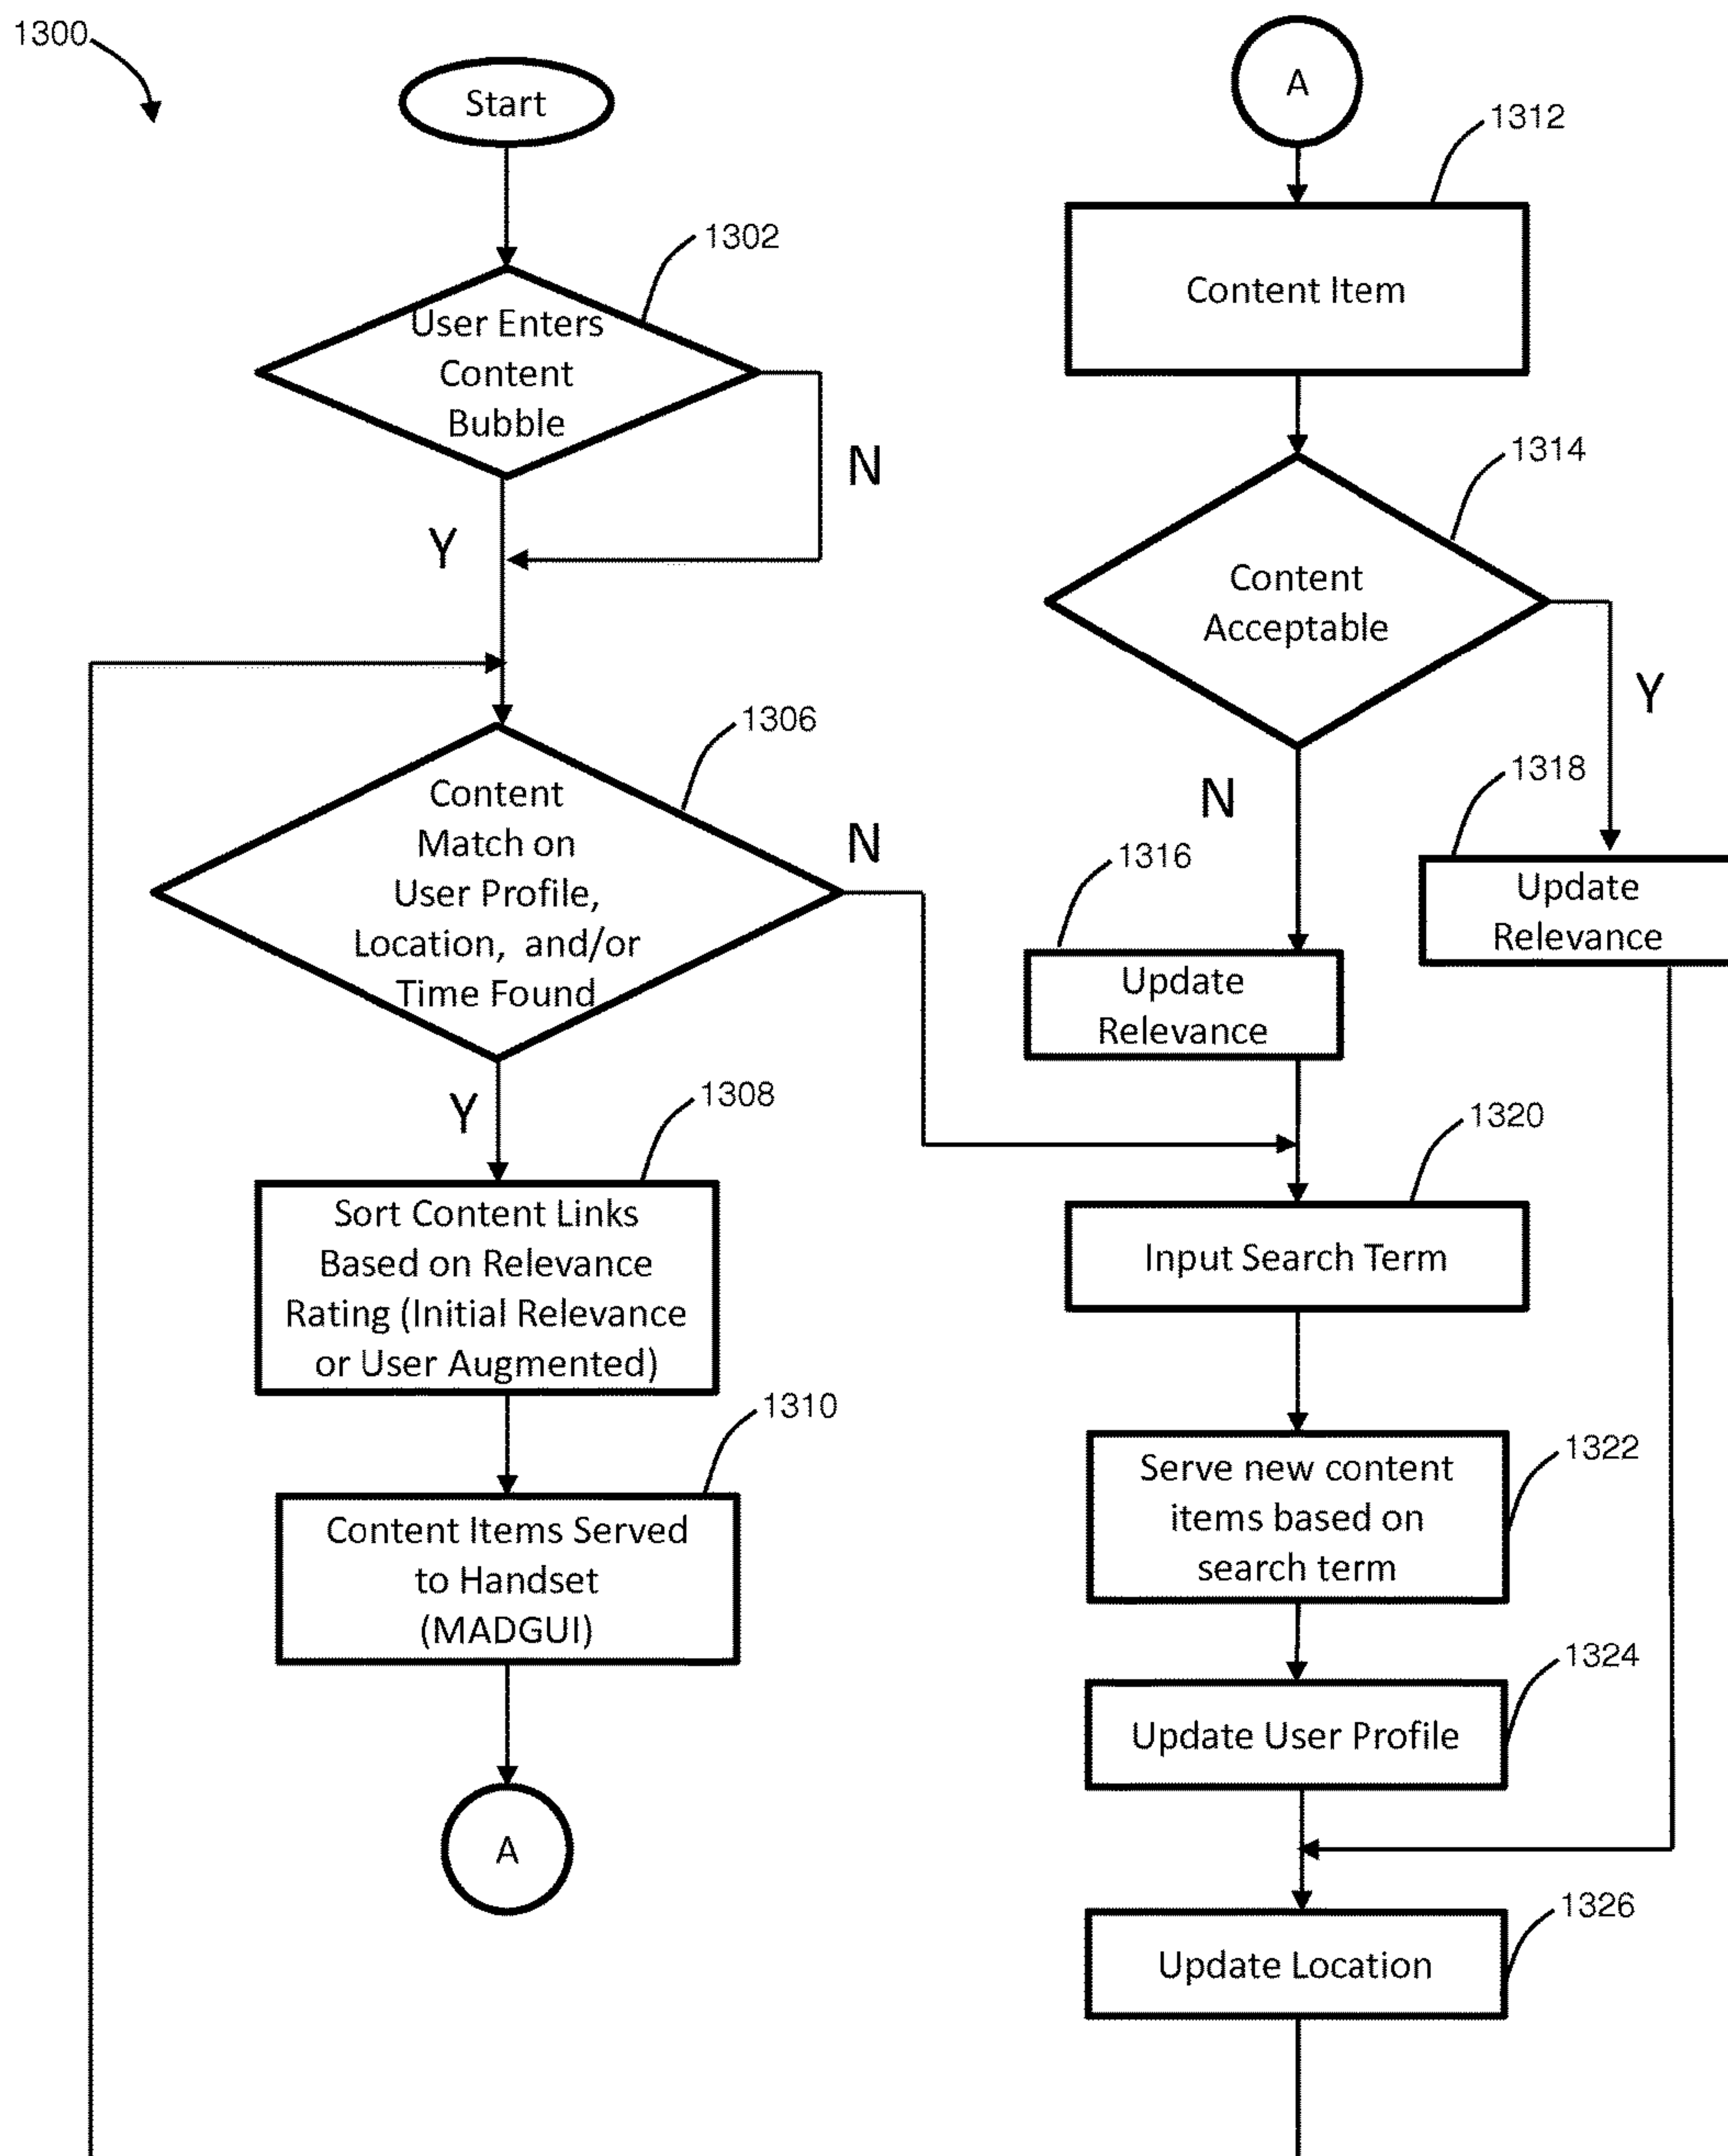 1300
Start
1302
User Enters
Content
Bubble
N
Y
1306
Content
Match on
User Profile,
Location, and/or
Time Found
N
Y
1308
Sort Content Links
Based on Relevance
Rating (Initial Relevance
or User Augmented)
1310
Content Items Served
to Handset
(MADGUI)
A
A
1312
Content Item
1314
Content
Acceptable
Y
N
1318
Update
Relevance
1316
Update
Relevance
1320
Input Search Term
1322
Serve new content
items based on
search term
1324
Update User Profile
1326
Update Location